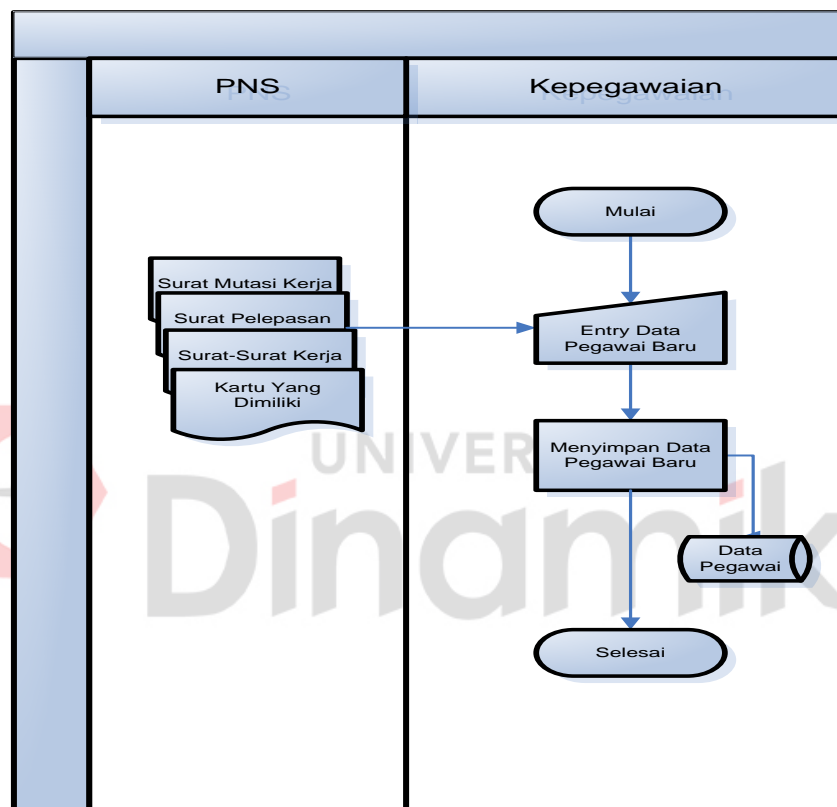 PNS
Kepegawaian
Mulai
Surat Mutasi Kerja
Surat Pelepasan
Surat-Surat Kerja
Kartu Yang
Dimiliki
Entry Data
Pegawai Baru
Menyimpan Data
Pegawai Baru
Data
Pegawai
Selesai
UNIVER
Dinamik